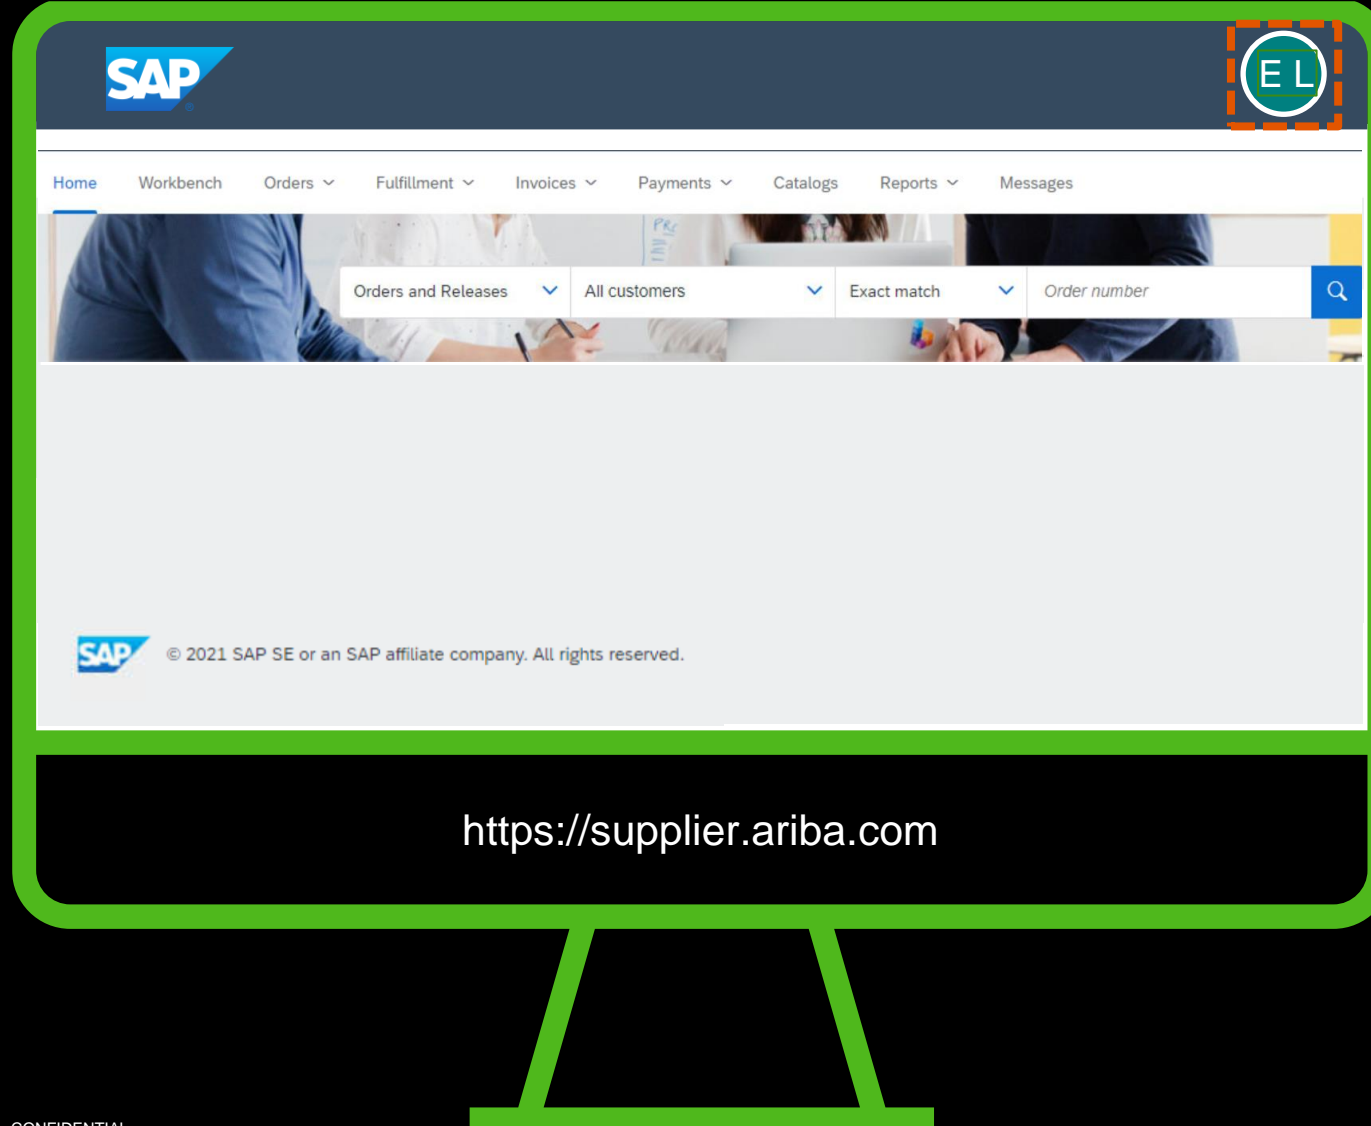 SAP
E L
Home Workbench Orders Fulfillment Invoices Payments Catalogs Reports Messages
Orders and Releases All customers Exact match Order number
SAP © 2021 SAP SE or an SAP affiliate company. All rights reserved.
https://supplier.ariba.com
CONFIDENTIAL